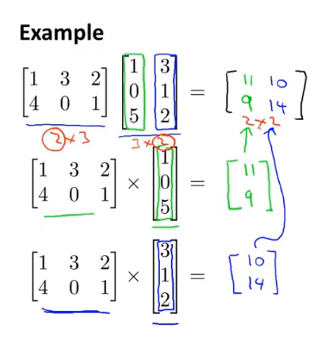 Example
[1 3 2] [1 3] [11 10]
[4 0 1] [0 1] = [9 14]
[5 2] 2×2
2×3 3×2
[1 3 2] × [1] = [11]
[4 0 1] [0] [9]
[5]
[1 3 2] × [3] = [10]
[4 0 1] [1] [14]
[2]